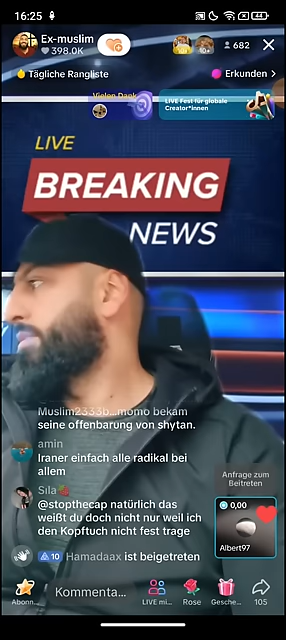 16:25
44
Ex-muslim
398.0K
10+
682
Tägliche Rangliste
Erkunden >
Vielen Dank
LIVE Fest für globale
Creator*innen
LIVE
BREAKING
NEWS
Muslim2333b...momo bekam
seine offenbarung von shytan.
amin
Iraner einfach alle radikal bei
allem
Sıla
@stopthecap natürlich das
weißt du doch nicht nur weil ich
den Kopftuch nicht fest trage
10 Hamadaax ist beigetreten
Anfrage zum
Beitreten
0,00
Albert97
Abonn...
Kommenta...
LIVE mi...
Rose
Gesche...
105